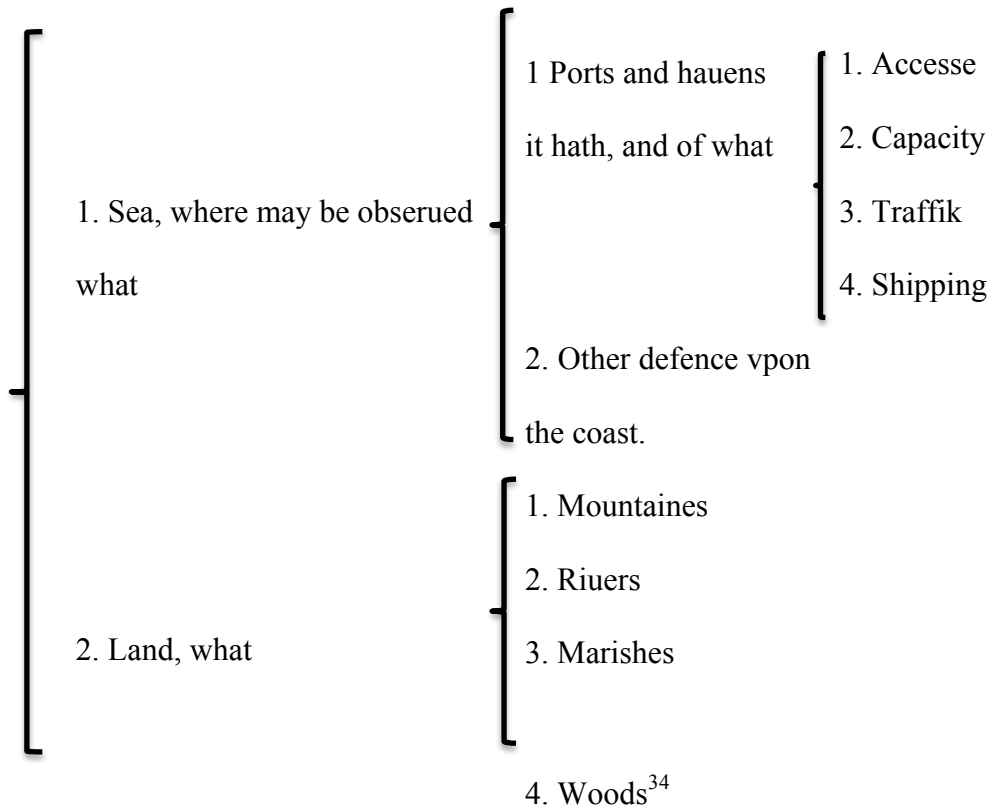 1. Sea, where may be obserued
what
1 Ports and hauens
it hath, and of what
1. Accesse
2. Capacity
3. Traffik
4. Shipping
2. Other defence vpon
the coast.
2. Land, what
1. Mountaines
2. Riuers
3. Marishes
4. Woods34